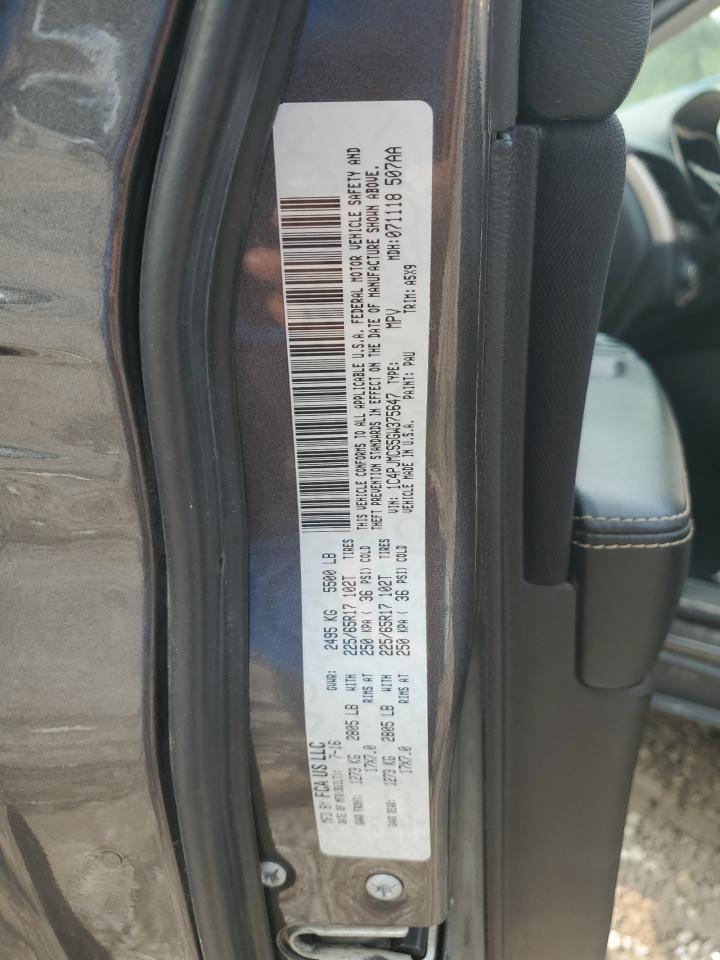 MFD BY FCA US LLC
DATE OF MFR(BUILT): 7-16 GVWR: 2495 KG 5500 LB
GAWR FRONT: 1273 KG 2805 LB WITH 225/65R17 102T TIRES
17X7.0 RIMS AT 250 KPA ( 36 PSI) COLD
GAWR REAR: 1273 KG 2805 LB WITH 225/65R17 102T TIRES
17X7.0 RIMS AT 250 KPA ( 36 PSI) COLD
THIS VEHICLE CONFORMS TO ALL APPLICABLE U.S.A. FEDERAL MOTOR VEHICLE SAFETY AND
THEFT PREVENTION STANDARDS IN EFFECT ON THE DATE OF MANUFACTURE SHOWN ABOVE.
VIN: 1C4PJMCS5GW375647 TYPE: MPV MDH:071118 507AA
VEHICLE MADE IN U.S.A. PAINT: PAU TRIM: A5X9